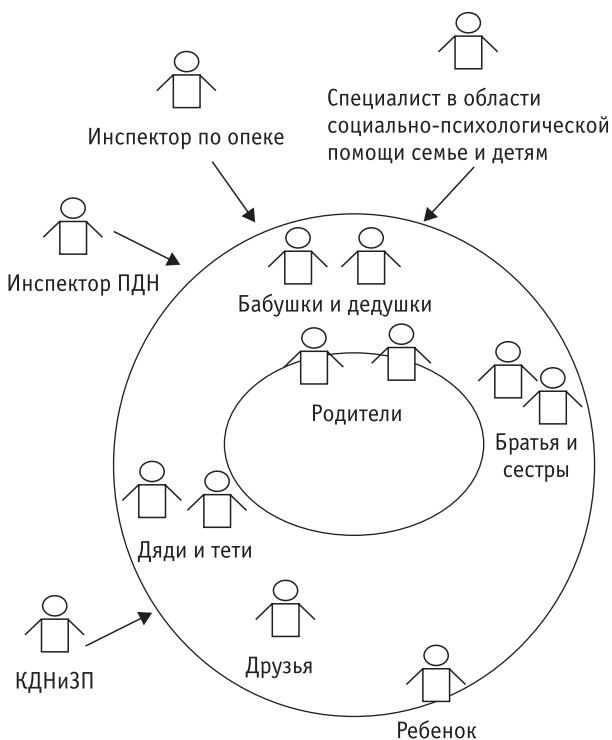 Специалист в области
социально-психологической
помощи семье и детям
Инспектор по опеке
Инспектор ПДН
Бабушки и дедушки
Родители
Братья и
сестры
Дяди и тети
Друзья
КДНиЗП
Ребенок